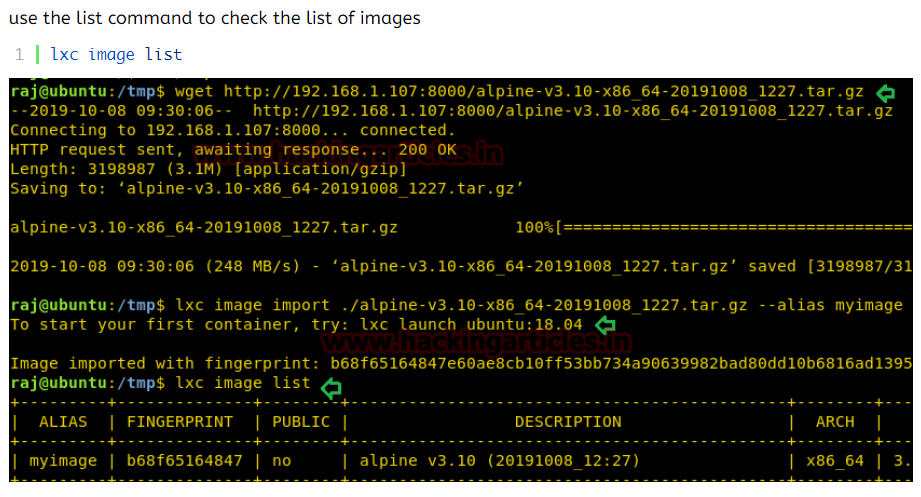 use the list command to check the list of images
1 lxc image list
raj@ubuntu:/tmp$ wget http://192.168.1.107:8000/alpine-v3.10-x86_64-20191008_1227.tar.gz
--2019-10-08 09:30:06--  http://192.168.1.107:8000/alpine-v3.10-x86_64-20191008_1227.tar.gz
Connecting to 192.168.1.107:8000... connected.
HTTP request sent, awaiting response... 200 OK
Length: 3198987 (3.1M) [application/gzip]
Saving to: ‘alpine-v3.10-x86_64-20191008_1227.tar.gz’
alpine-v3.10-x86_64-20191008_1227.tar.gz 100%[====================================
2019-10-08 09:30:06 (248 MB/s) - ‘alpine-v3.10-x86_64-20191008_1227.tar.gz’ saved [3198987/31
raj@ubuntu:/tmp$ lxc image import ./alpine-v3.10-x86_64-20191008_1227.tar.gz --alias myimage
To start your first container, try: lxc launch ubuntu:18.04
www.hackingarticles.in
Image imported with fingerprint: b68f65164847e60ae8cb10ff53bb734a90639982bad80dd10b6816ad1395
raj@ubuntu:/tmp$ lxc image list
| ALIAS | FINGERPRINT | PUBLIC | DESCRIPTION | ARCH |
| myimage | b68f65164847 | no | alpine v3.10 (20191008_12:27) | x86_64 | 3.